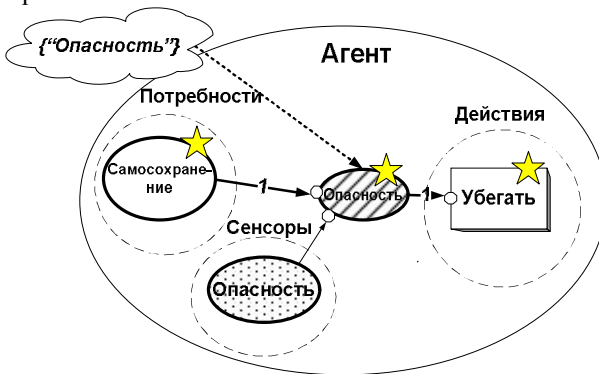 {“Опасность”}
Агент
Потребности
Действия
Самосохране-
ние
1
Опасность
1
Убегать
Сенсоры
Опасность